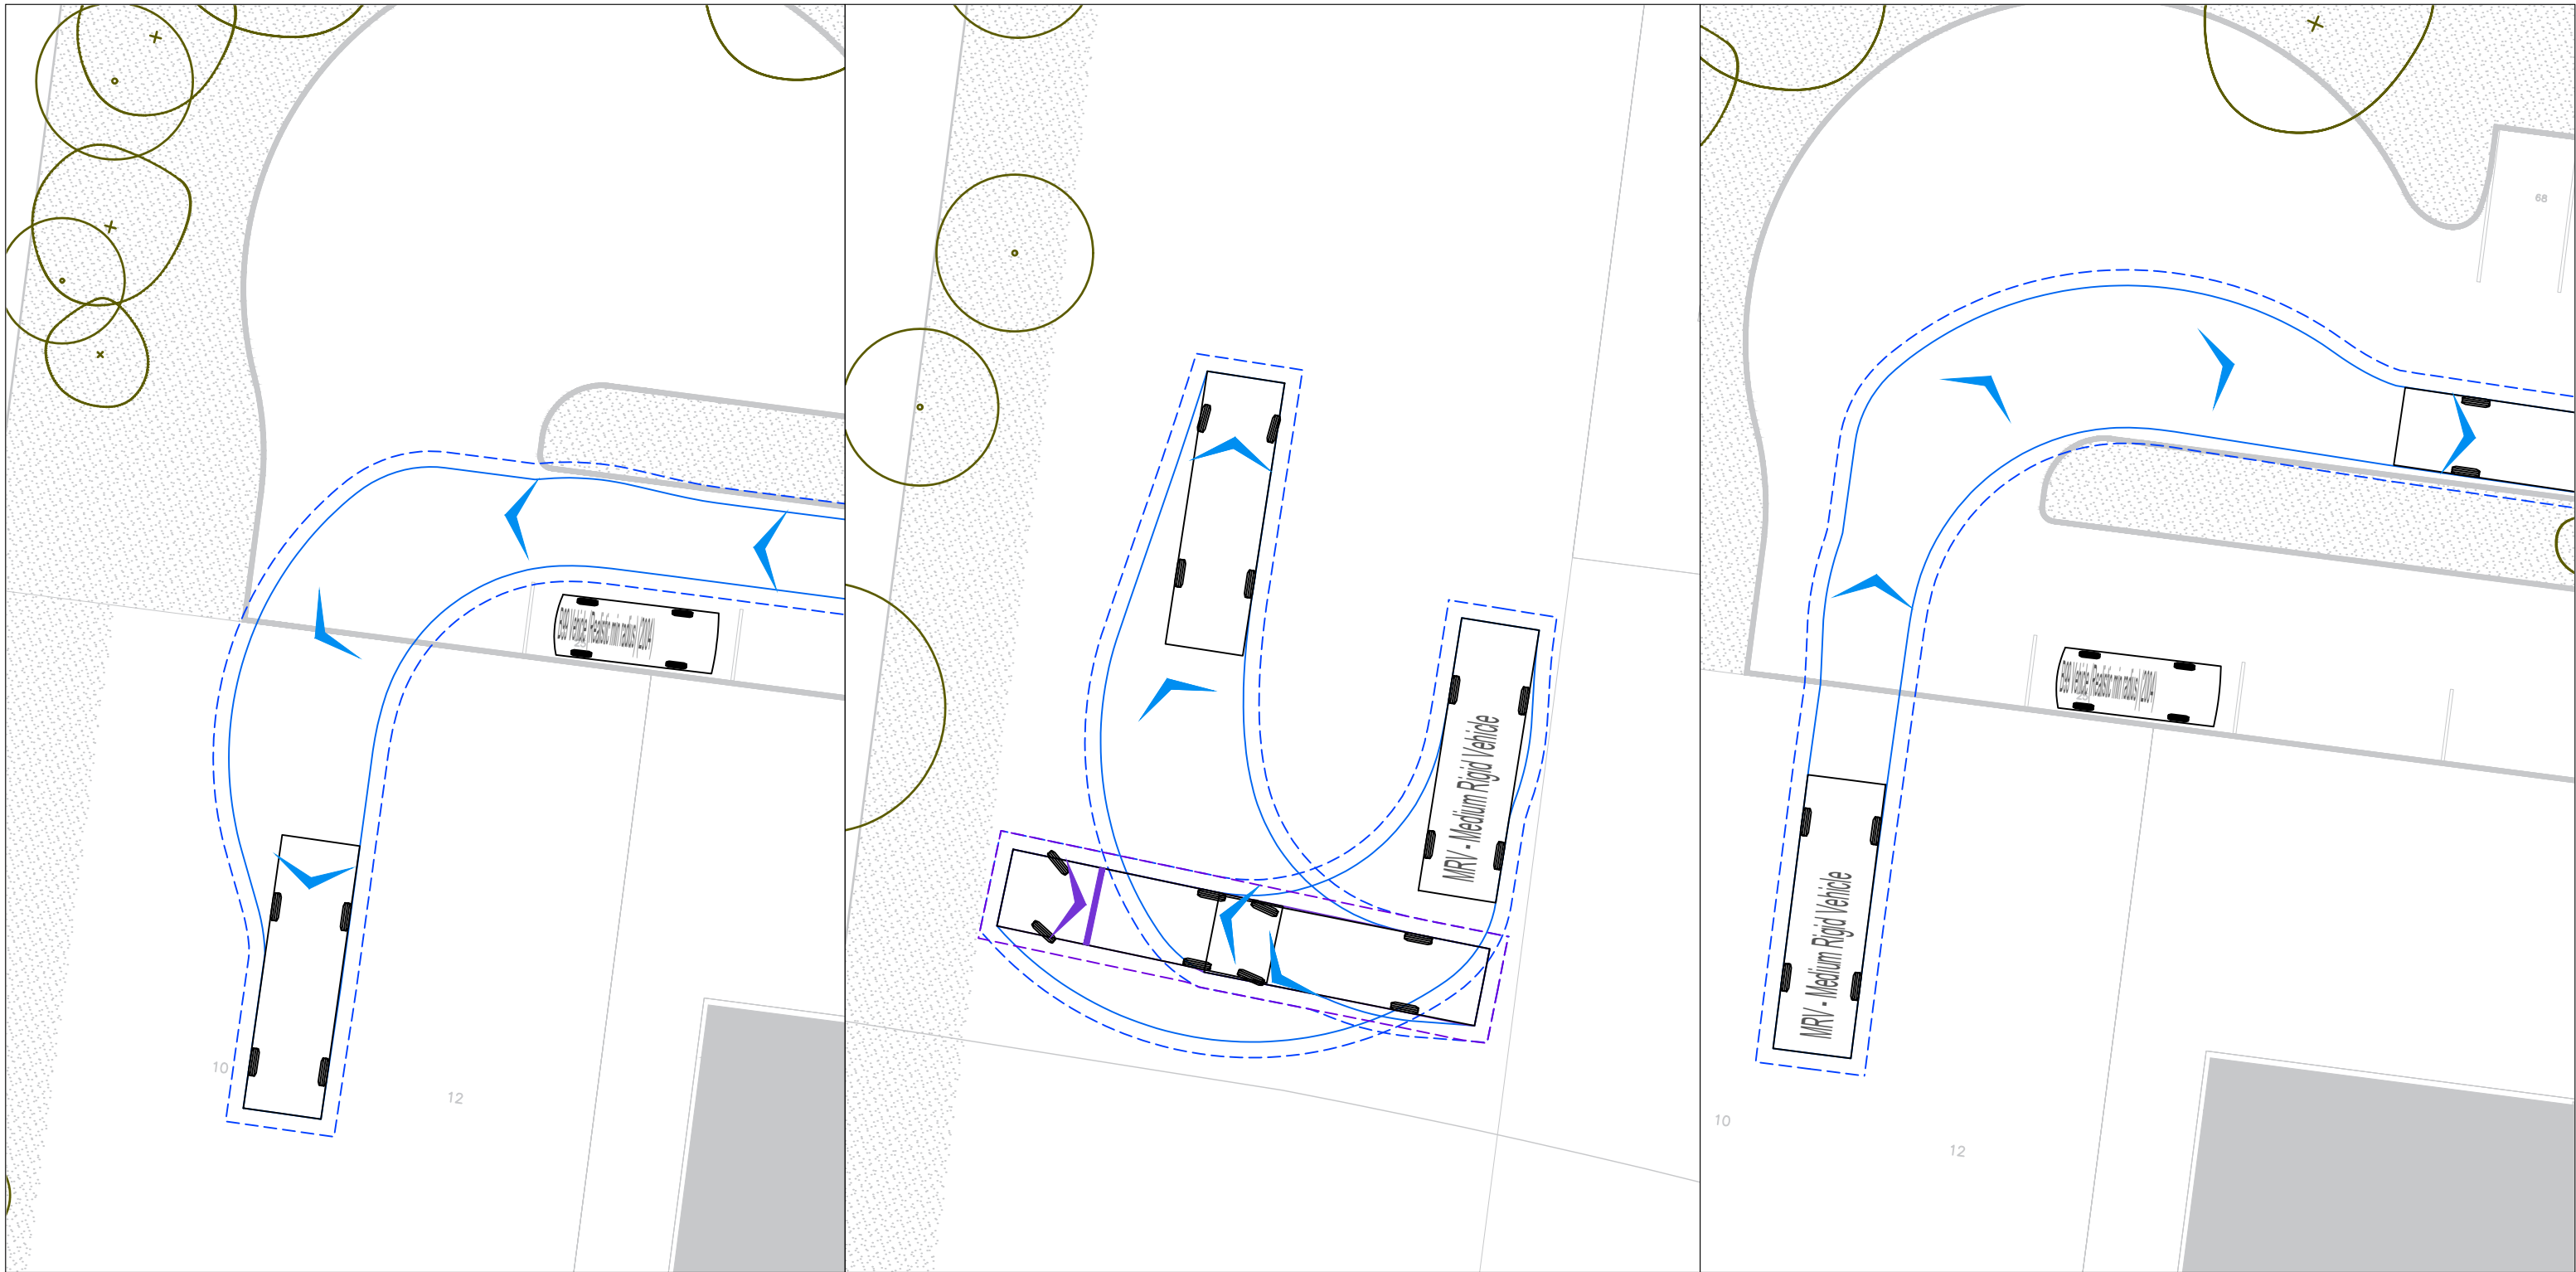 B99 Vehicle (Realistic min radius) (2004)
10
12
MRV - Medium Rigid Vehicle
68
B99 Vehicle (Realistic min radius) (2004)
MRV - Medium Rigid Vehicle
10
12